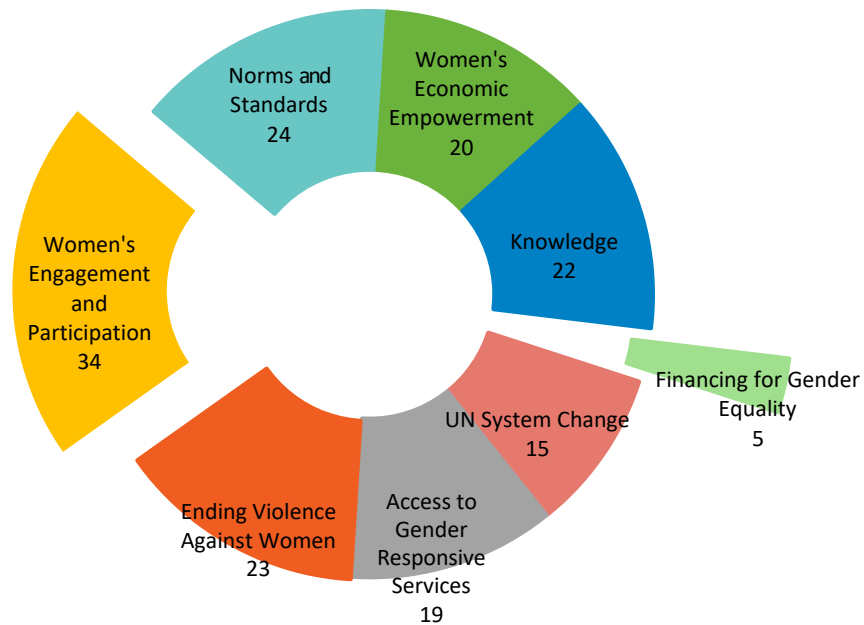 Norms and
Standards
24
Women's
Economic
Empowerment
20
Knowledge
22
Financing for Gender
Equality
5
UN System Change
15
Access to
Gender
Responsive
Services
19
Ending Violence
Against Women
23
Women's
Engagement
and
Participation
34